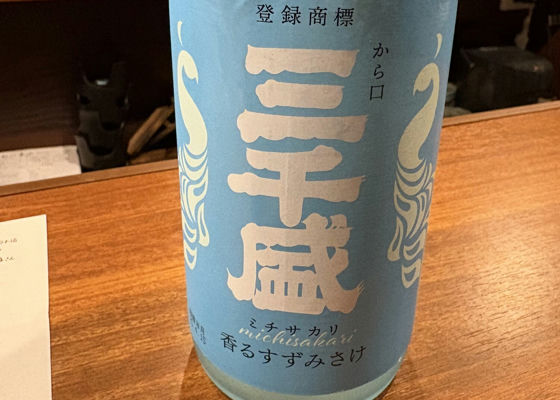 登録商標
から口
三千盛
ミチサカリ
michisakari
香るすずみさけ